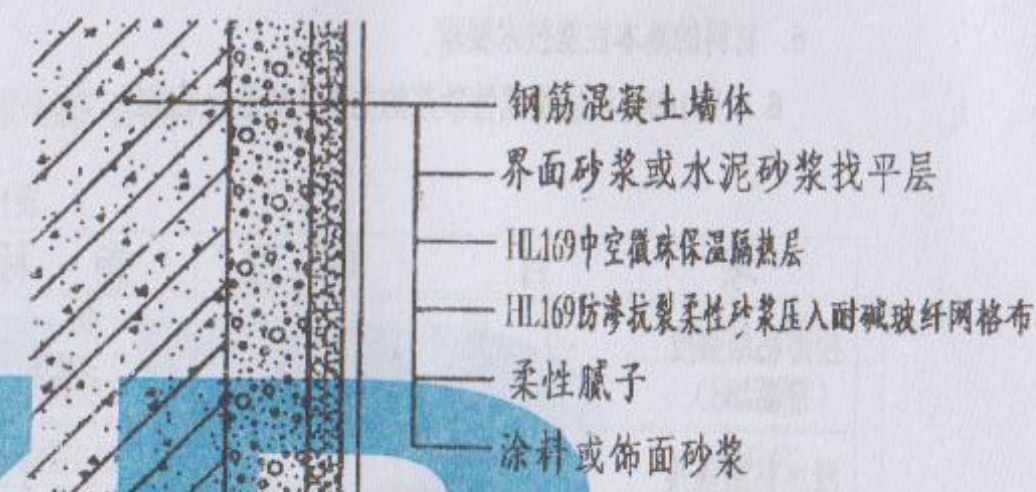 钢筋混凝土墙体
界面砂浆或水泥砂浆找平层
HL169中空微珠保温隔热层
HL169防渗抗裂柔性砂浆压入耐碱玻纤网格布
柔性腻子
涂料或饰面砂浆